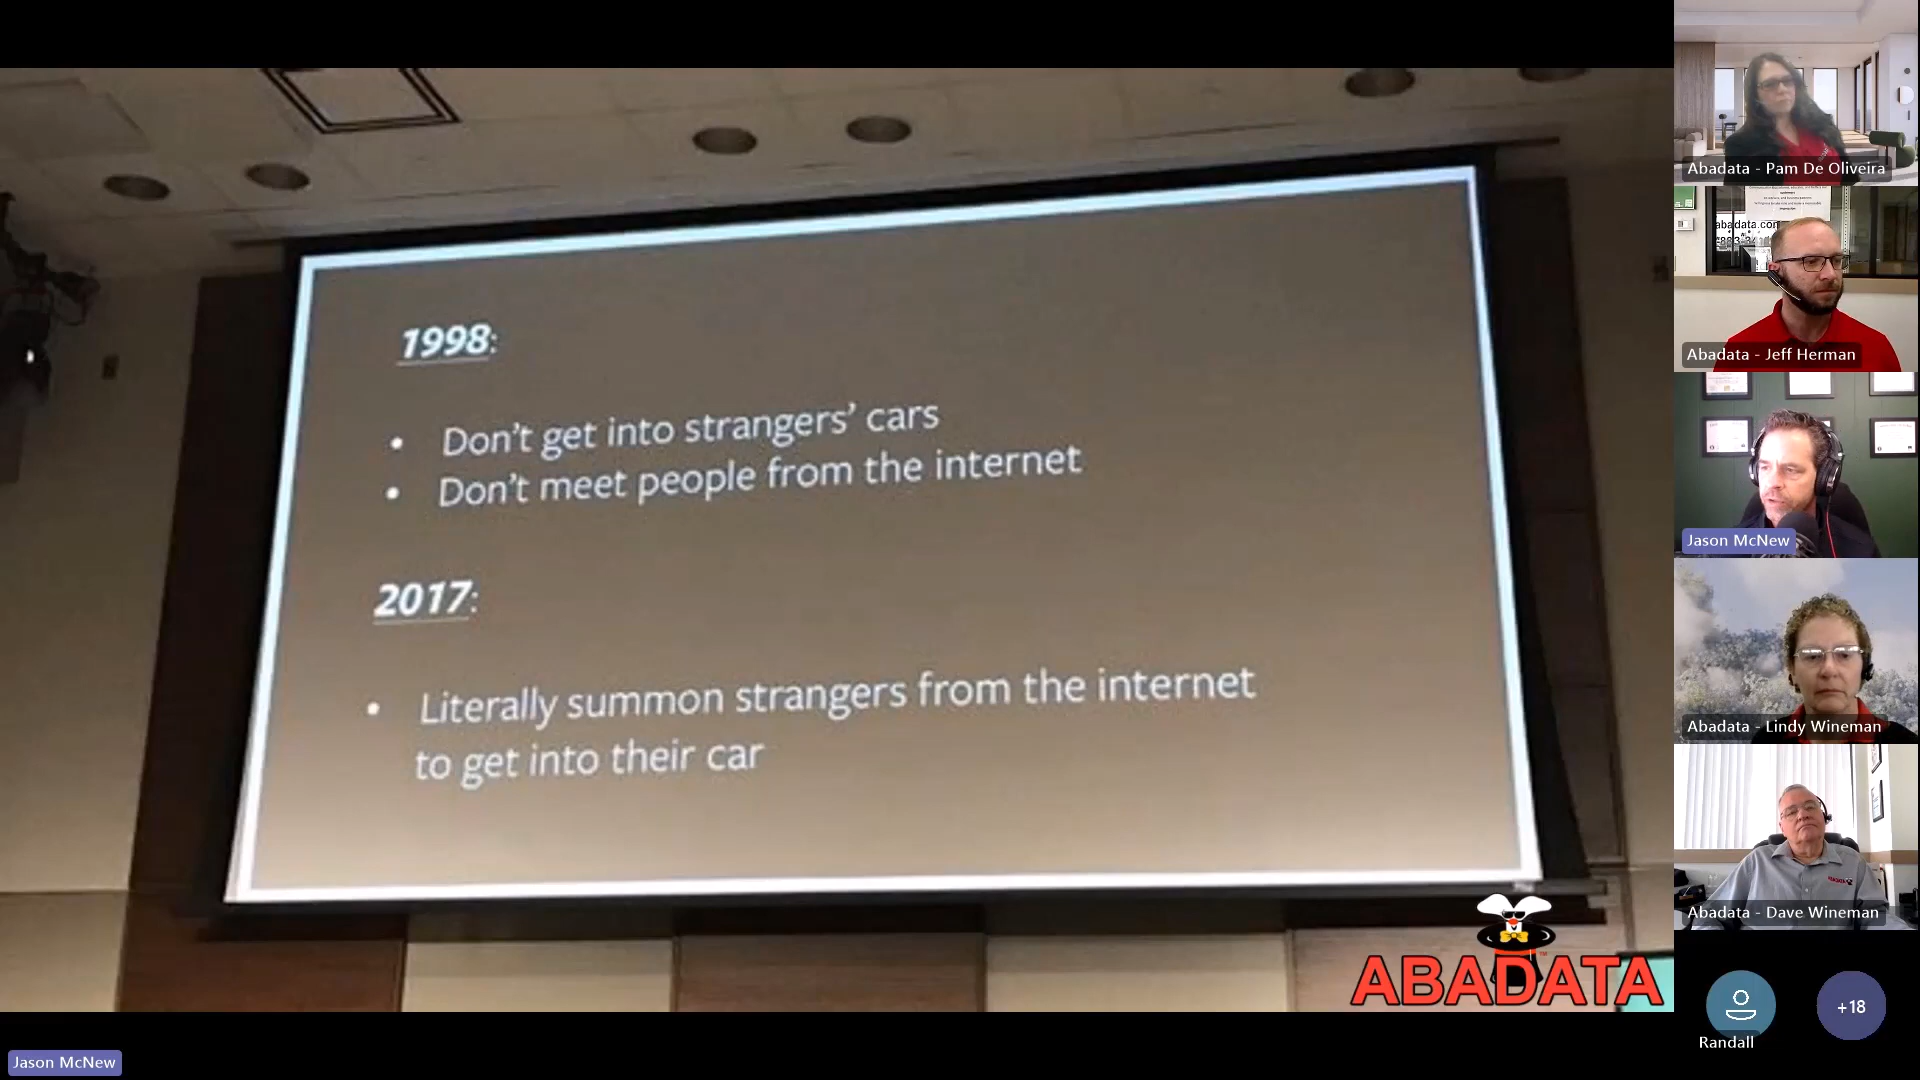 1998:
• Don't get into strangers' cars
• Don't meet people from the internet
2017:
• Literally summon strangers from the internet
to get into their car
ABADATA
TM
Jason McNew
Abadata - Pam De Oliveira
abadata.com
Abadata - Jeff Herman
Jason McNew
Abadata - Lindy Wineman
Abadata - Dave Wineman
Randall
+18